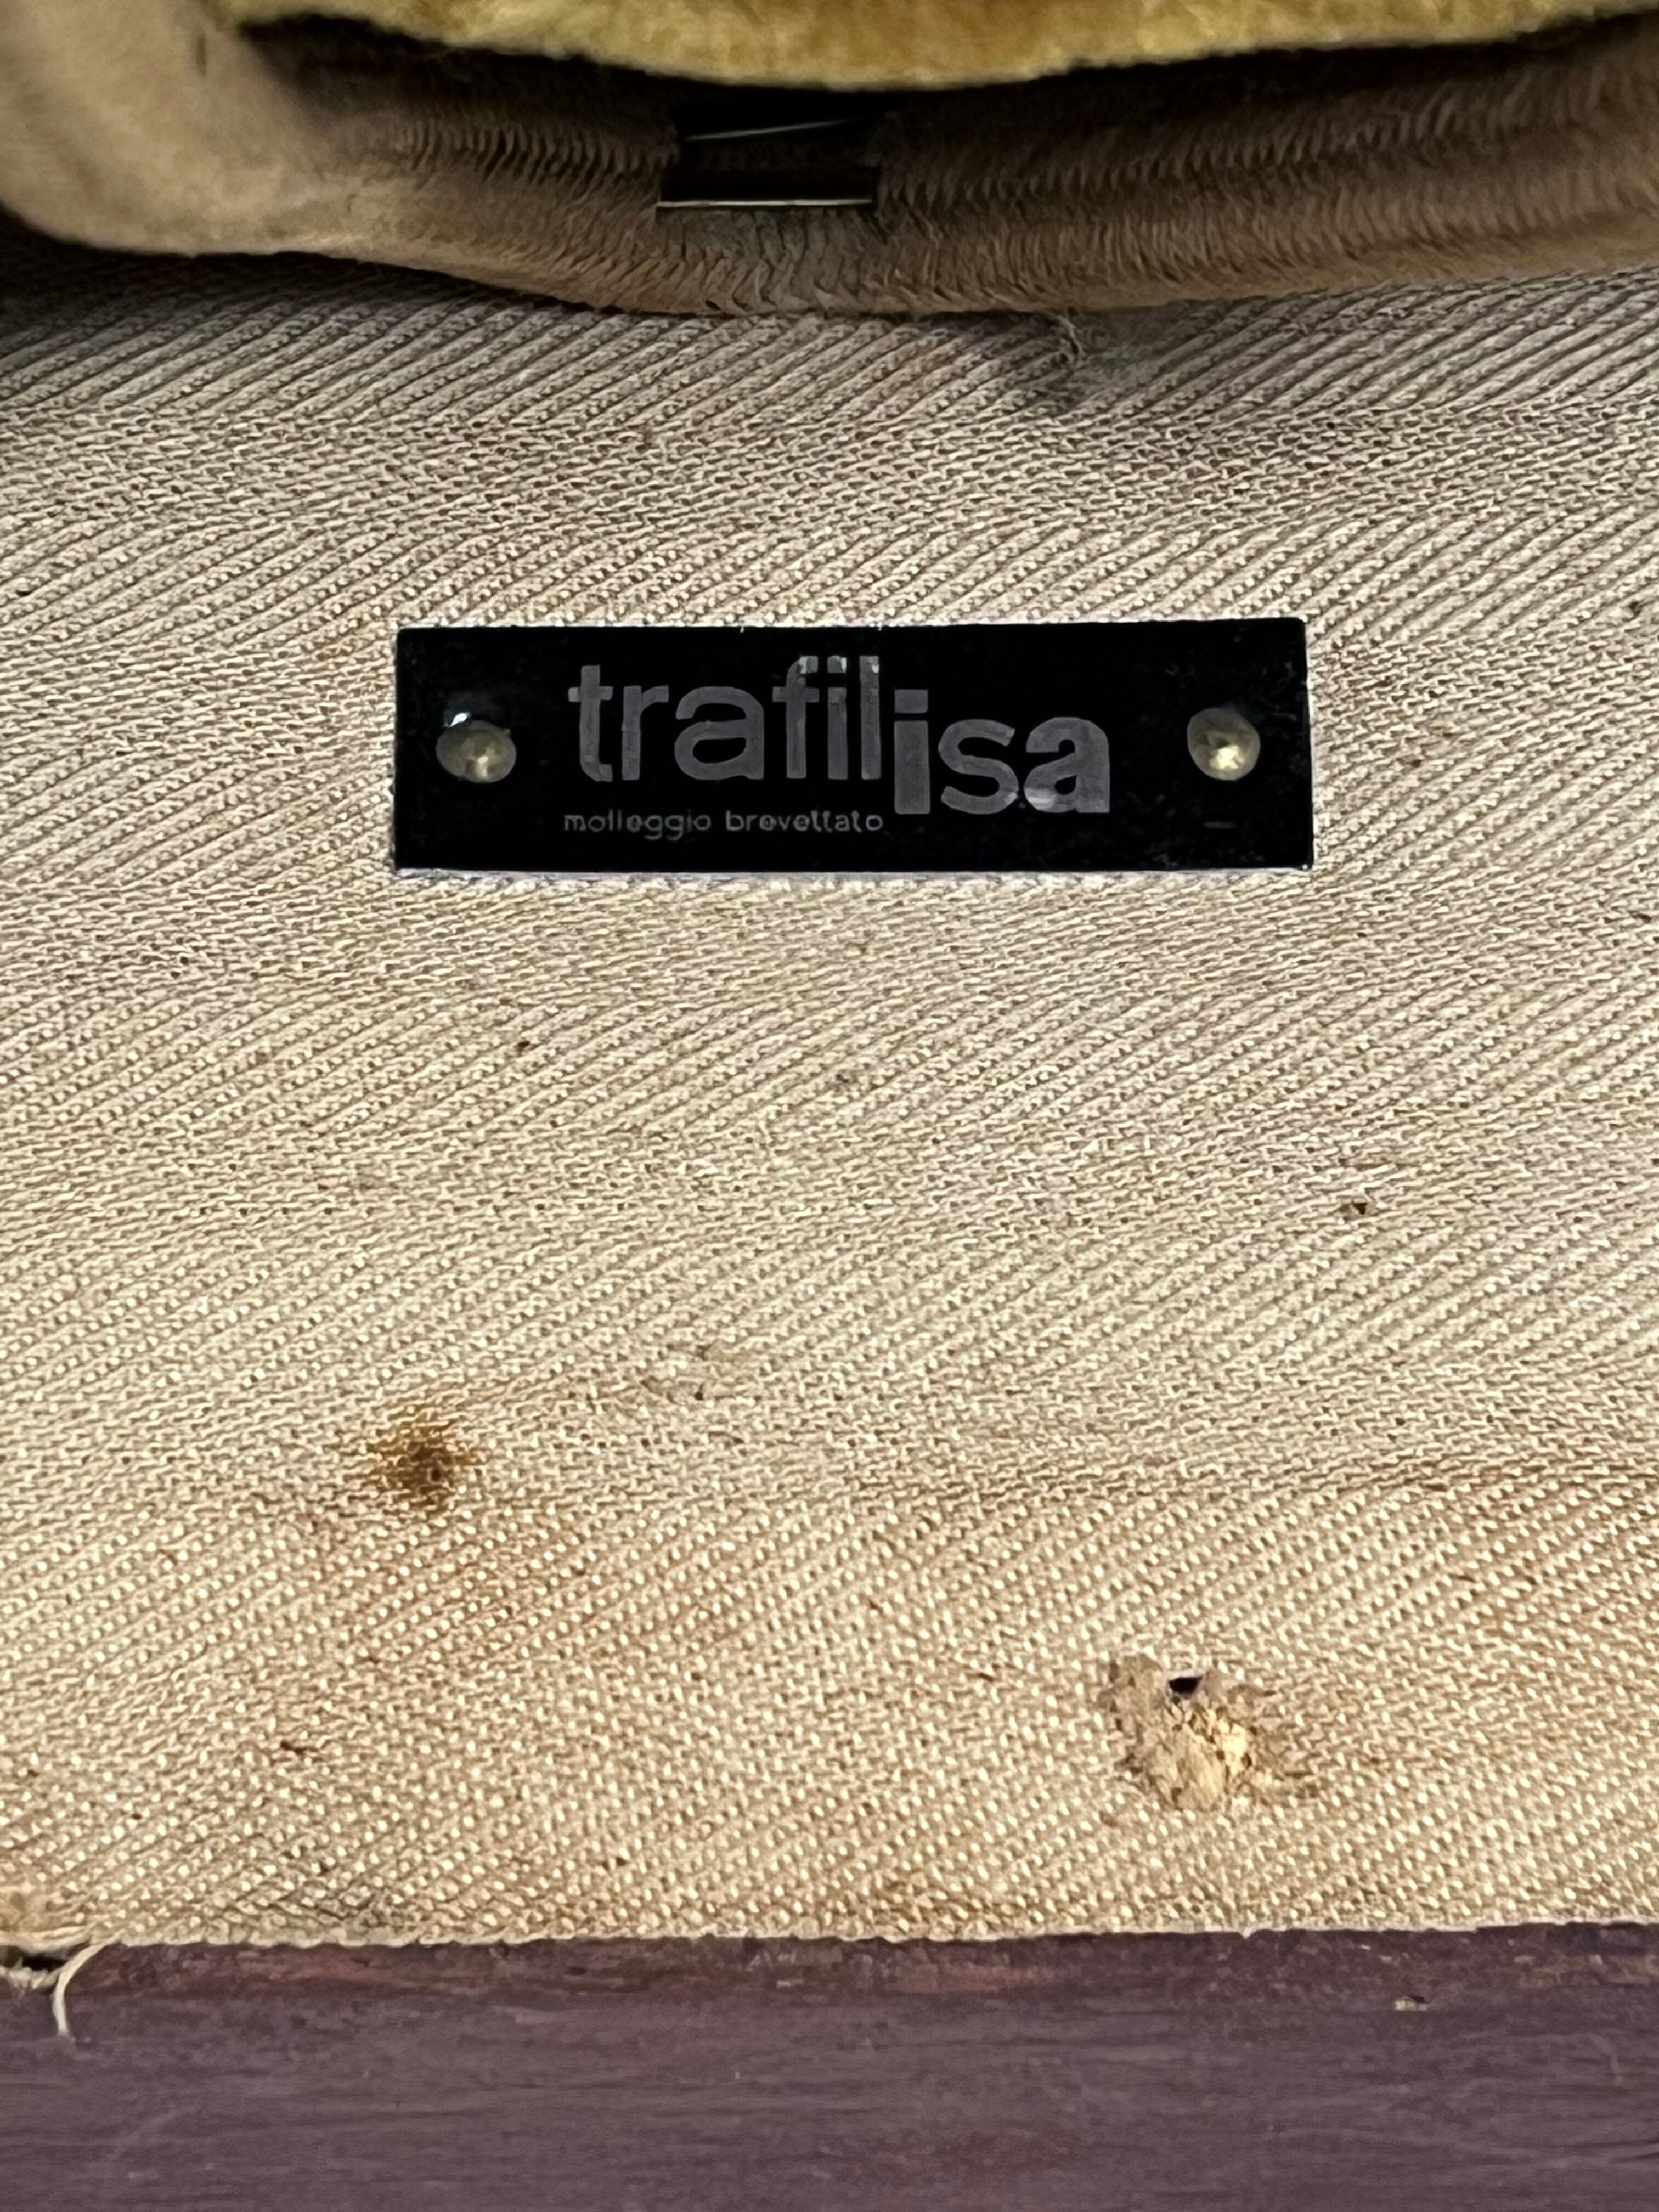 trafilisa
molleggio brevettato